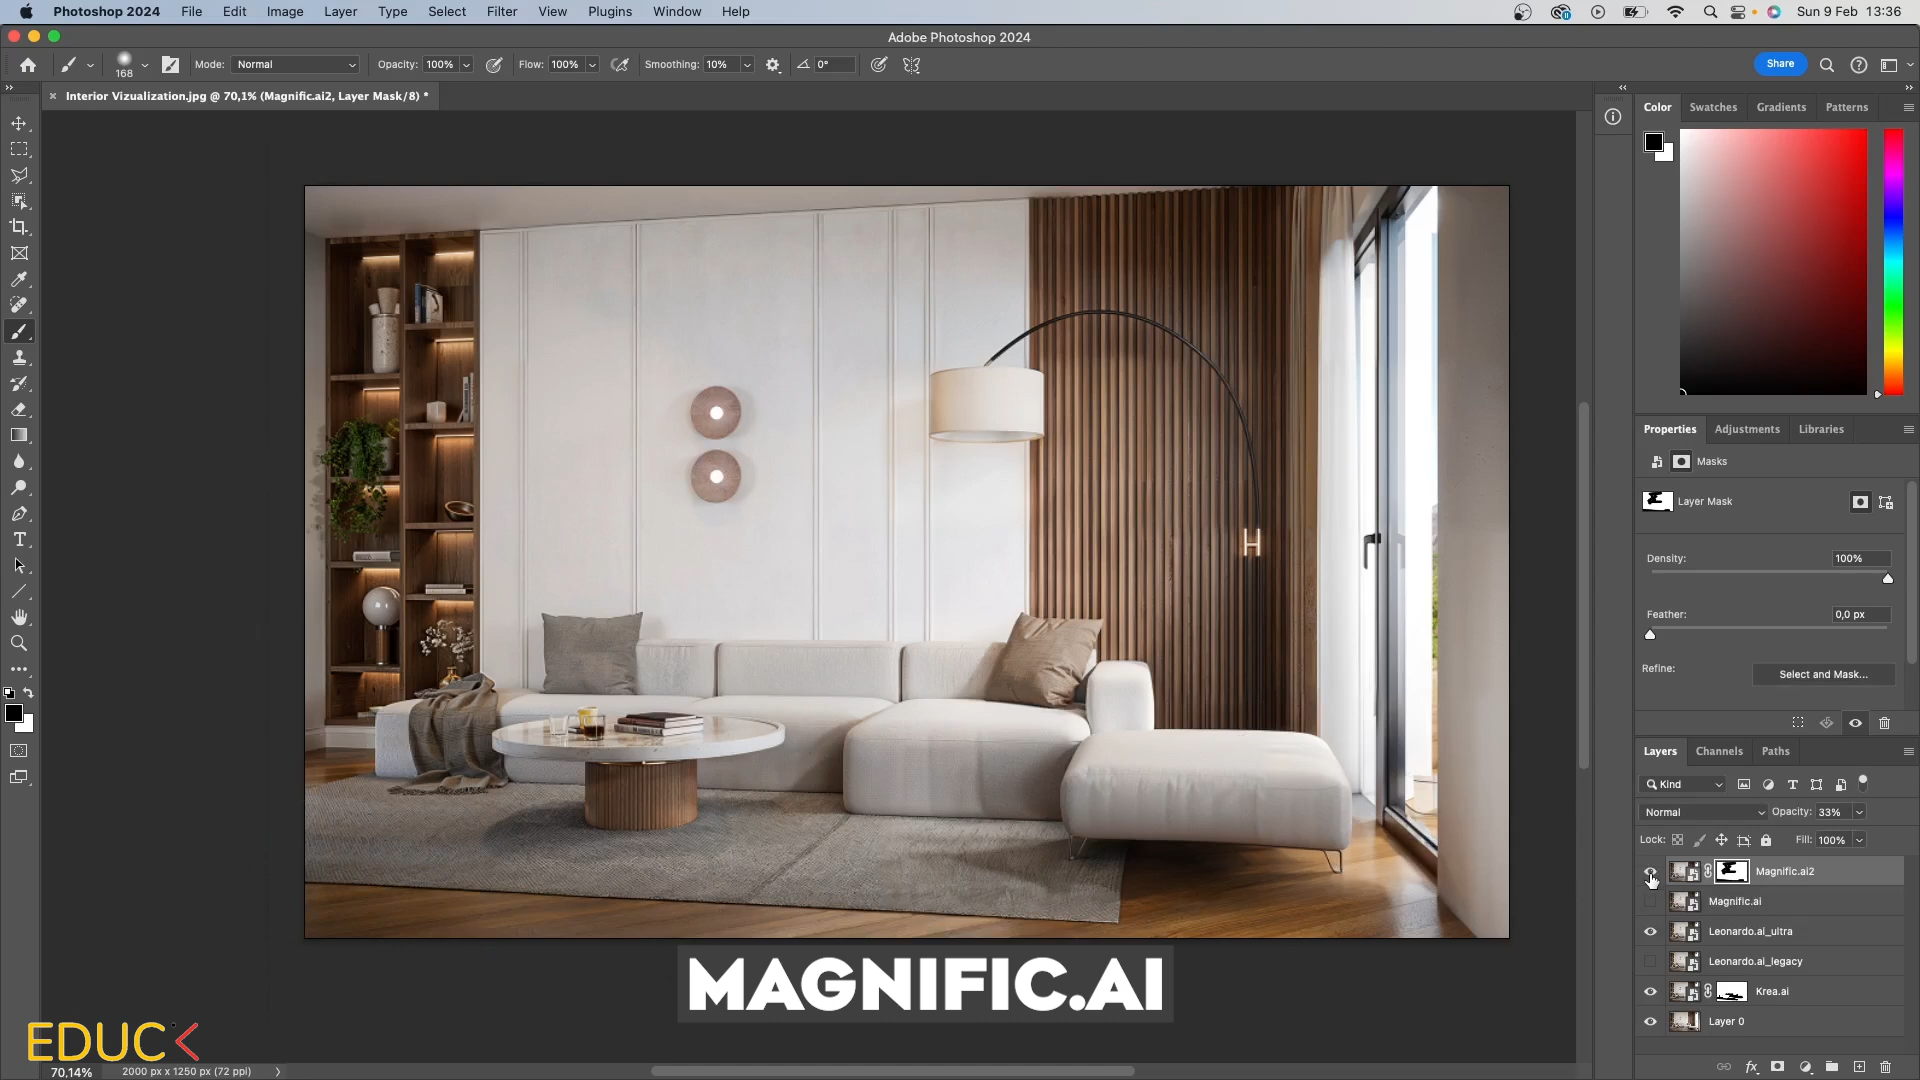 Photoshop 2024 File Edit Image Layer Type Select Filter View Plugins Window Help Sun 9 Feb 13:36
Adobe Photoshop 2024
168 Mode: Normal Opacity: 100% Flow: 100% Smoothing: 10% 0° Share
Interior Vizualization.jpg @ 70,1% (Magnific.ai2, Layer Mask/8) *
Color Swatches Gradients Patterns
Properties Adjustments Libraries
Masks
Layer Mask
Density: 100%
Feather: 0,0 px
Refine: Select and Mask...
Layers Channels Paths
Kind
Normal Opacity: 33%
Lock: Fill: 100%
Magnific.ai2
Magnific.ai
Leonardo.ai_ultra
Leonardo.ai_legacy
Krea.ai
Layer 0
H
MAGNIFIC.AI
EDUC
70,14% 2000 px x 1250 px (72 ppi)